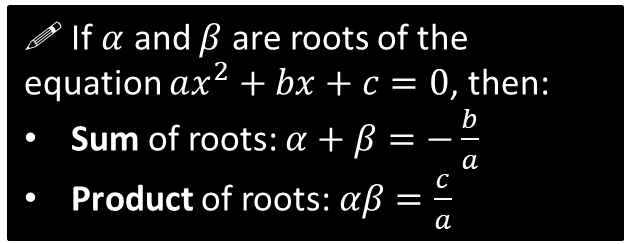 If α and β are roots of the
equation ax² + bx + c = 0, then:
• Sum of roots: α + β = −b/a
• Product of roots: αβ = c/a